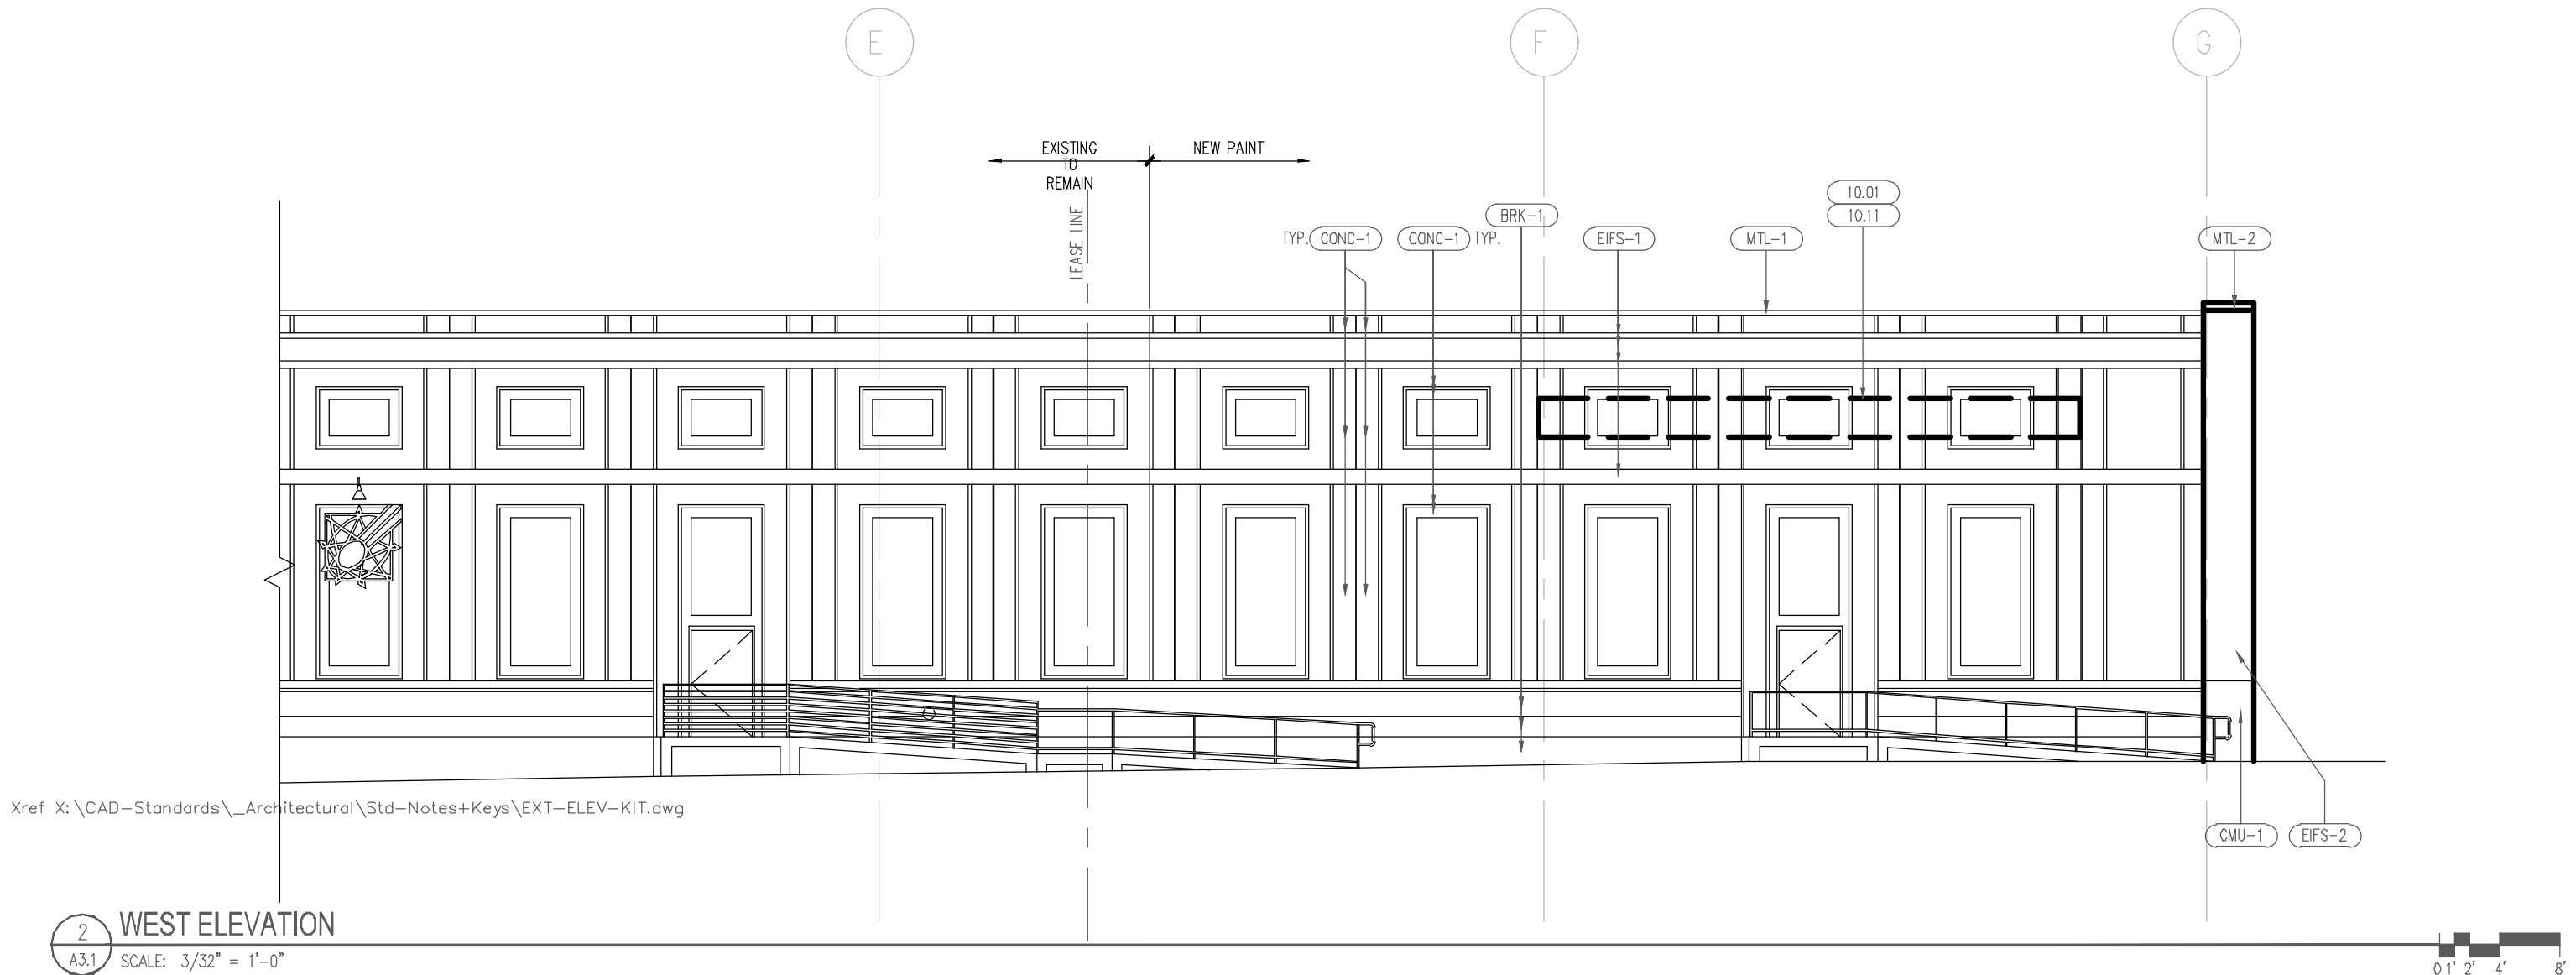 E
F
G
EXISTING
TO
REMAIN
NEW PAINT
LEASE LINE
TYP. CONC-1
CONC-1 TYP.
BRK-1
EIFS-1
MTL-1
10.01
10.11
MTL-2
Xref X:\CAD-Standards\_Architectural\Std-Notes+Keys\EXT-ELEV-KIT.dwg
CMU-1
EIFS-2
2
A3.1
WEST ELEVATION
SCALE: 3/32" = 1'-0"
0 1' 2' 4' 8'